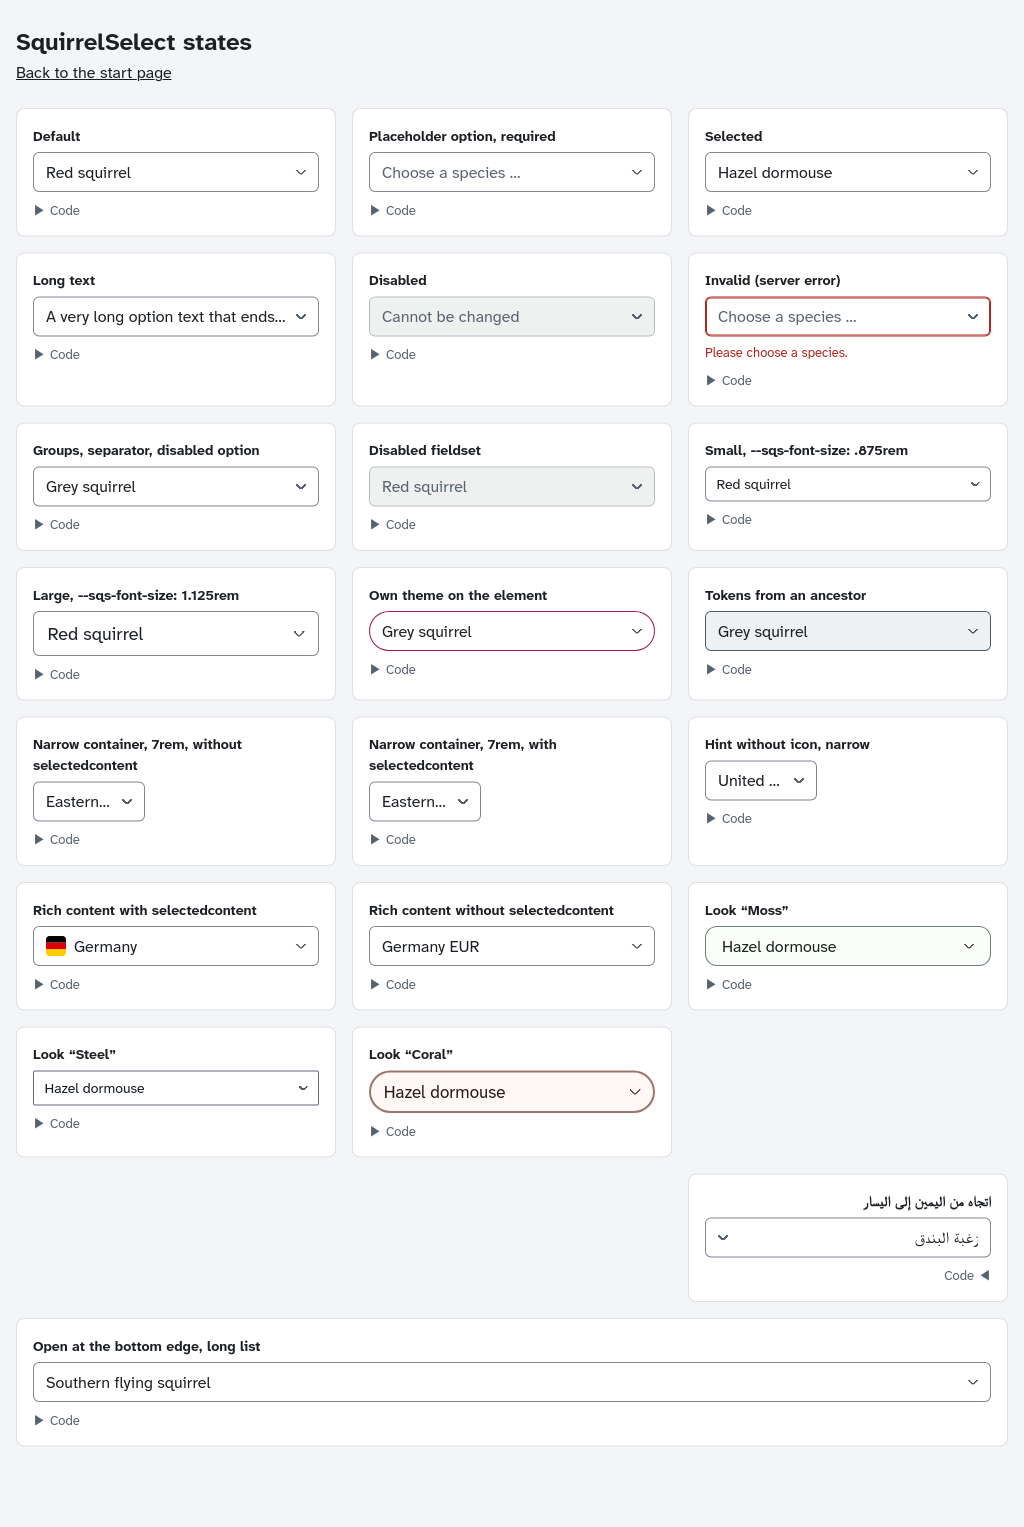 SquirrelSelect states
Back to the start page
Default
Red squirrel
Code
Placeholder option, required
Choose a species ...
Code
Selected
Hazel dormouse
Code
Long text
A very long option text that ends...
Code
Disabled
Cannot be changed
Code
Invalid (server error)
Choose a species ...
Please choose a species.
Code
Groups, separator, disabled option
Grey squirrel
Code
Disabled fieldset
Red squirrel
Code
Small, --sqs-font-size: .875rem
Red squirrel
Code
Large, --sqs-font-size: 1.125rem
Red squirrel
Code
Own theme on the element
Grey squirrel
Code
Tokens from an ancestor
Grey squirrel
Code
Narrow container, 7rem, without
selectedcontent
Eastern...
Code
Narrow container, 7rem, with
selectedcontent
Eastern...
Code
Hint without icon, narrow
United ...
Code
Rich content with selectedcontent
Germany
Code
Rich content without selectedcontent
Germany EUR
Code
Look “Moss”
Hazel dormouse
Code
Look “Steel”
Hazel dormouse
Code
Look “Coral”
Hazel dormouse
Code
اتجاه من اليمين إلى اليسار
زغبة البندق
Code
Open at the bottom edge, long list
Southern flying squirrel
Code